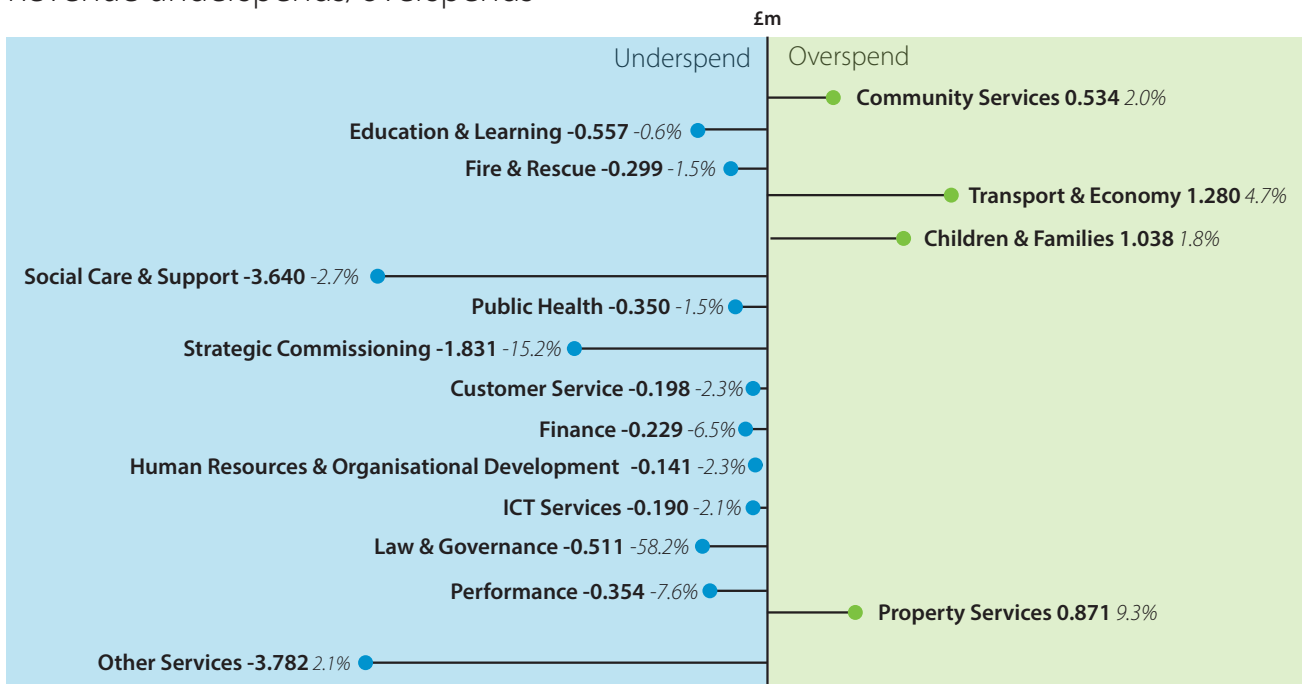 £m
Underspend
Overspend
Community Services 0.534 2.0%
Education & Learning -0.557 -0.6%
Fire & Rescue -0.299 -1.5%
Transport & Economy 1.280 4.7%
Children & Families 1.038 1.8%
Social Care & Support -3.640 -2.7%
Public Health -0.350 -1.5%
Strategic Commissioning -1.831 -15.2%
Customer Service -0.198 -2.3%
Finance -0.229 -6.5%
Human Resources & Organisational Development -0.141 -2.3%
ICT Services -0.190 -2.1%
Law & Governance -0.511 -58.2%
Performance -0.354 -7.6%
Property Services 0.871 9.3%
Other Services -3.782 2.1%